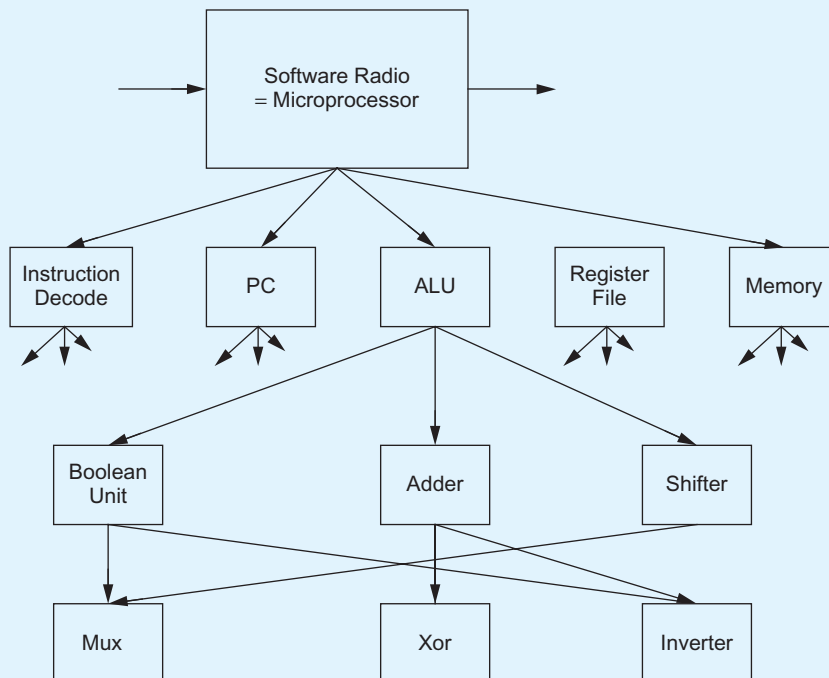 Software Radio
= Microprocessor
Instruction
Decode
PC
ALU
Register
File
Memory
Boolean
Unit
Adder
Shifter
Mux
Xor
Inverter